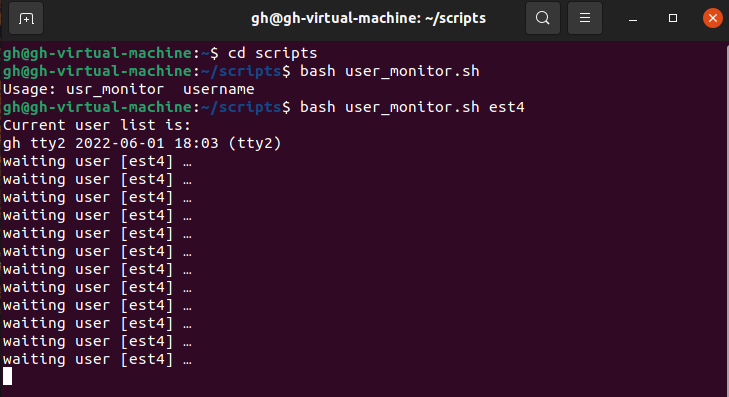 gh@gh-virtual-machine: ~/scripts
gh@gh-virtual-machine:~$ cd scripts
gh@gh-virtual-machine:~/scripts$ bash user_monitor.sh
Usage: usr_monitor  username
gh@gh-virtual-machine:~/scripts$ bash user_monitor.sh est4
Current user list is:
gh tty2 2022-06-01 18:03 (tty2)
waiting user [est4] …
waiting user [est4] …
waiting user [est4] …
waiting user [est4] …
waiting user [est4] …
waiting user [est4] …
waiting user [est4] …
waiting user [est4] …
waiting user [est4] …
waiting user [est4] …
waiting user [est4] …
waiting user [est4] …